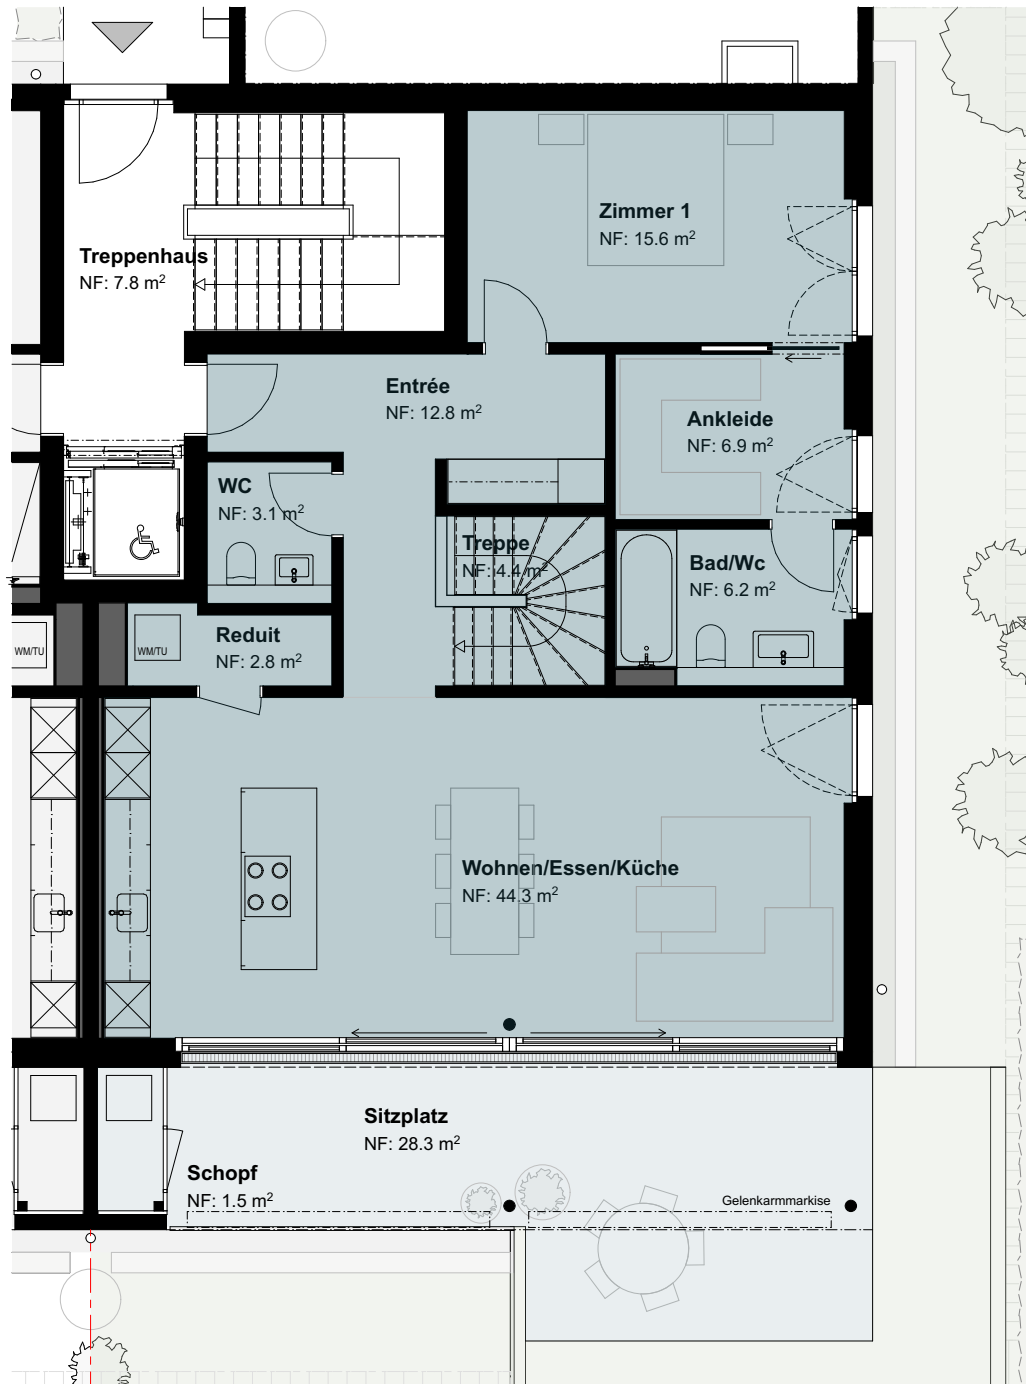 Zimmer 1
NF: 15.6 m²
Treppenhaus
NF: 7.8 m²
Entrée
NF: 12.8 m²
Ankleide
NF: 6.9 m²
WC
NF: 3.1 m²
Treppe
NF: 4.4 m²
Bad/Wc
NF: 6.2 m²
Reduit
NF: 2.8 m²
WM/TU
WM/TU
Wohnen/Essen/Küche
NF: 44.3 m²
Sitzplatz
NF: 28.3 m²
Schopf
NF: 1.5 m²
Gelenkarmmarkise